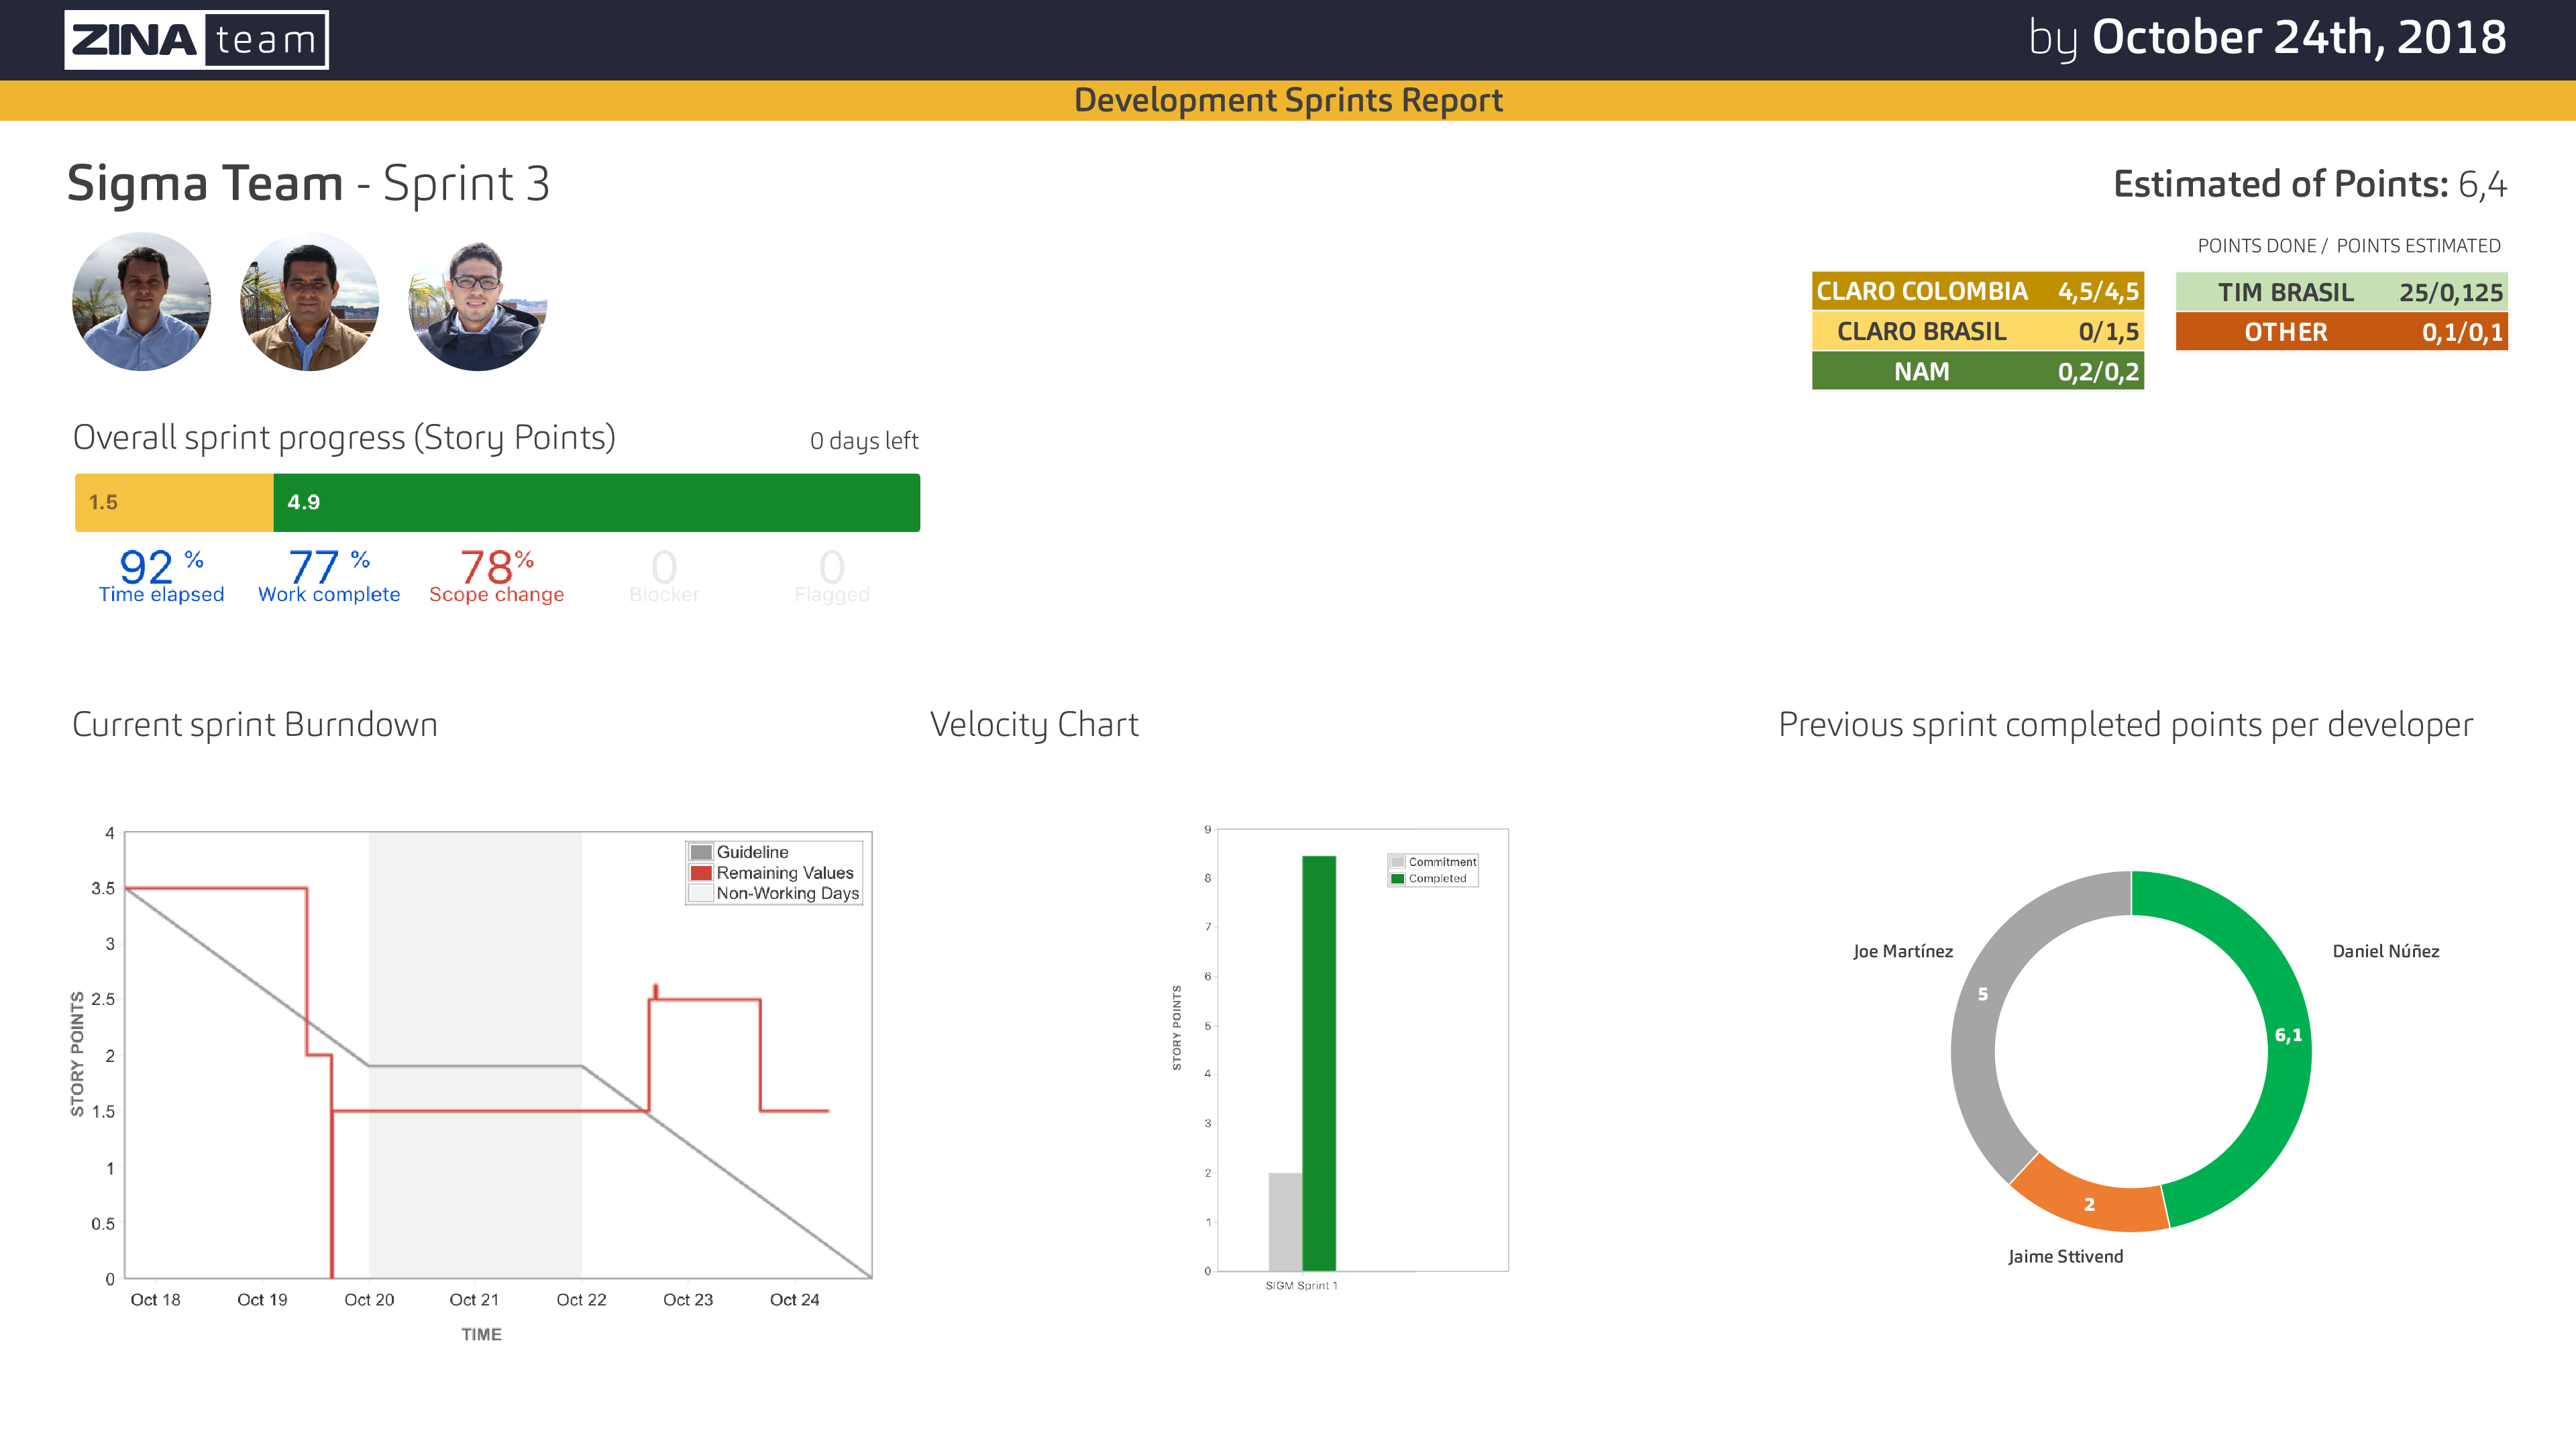 ZINA team
by October 24th, 2018
Development Sprints Report
Sigma Team - Sprint 3
Estimated of Points: 6,4
POINTS DONE / POINTS ESTIMATED
CLARO COLOMBIA 4,5/4,5
CLARO BRASIL 0/1,5
NAM 0,2/0,2
TIM BRASIL 25/0,125
OTHER 0,1/0,1
Overall sprint progress (Story Points)
0 days left
1.5
4.9
92 % 77 % 78% 0 0
Time elapsed Work complete Scope change Blocker Flagged
Current sprint Burndown
4
3.5
3
2.5
2
1.5
1
0.5
0
STORY POINTS
Guideline
Remaining Values
Non-Working Days
Oct 18 Oct 19 Oct 20 Oct 21 Oct 22 Oct 23 Oct 24
TIME
Velocity Chart
9
8
7
6
5
4
3
2
1
0
STORY POINTS
Commitment
Completed
SIGM Sprint 1
Previous sprint completed points per developer
Joe Martínez
Daniel Núñez
5
6,1
2
Jaime Sttivend